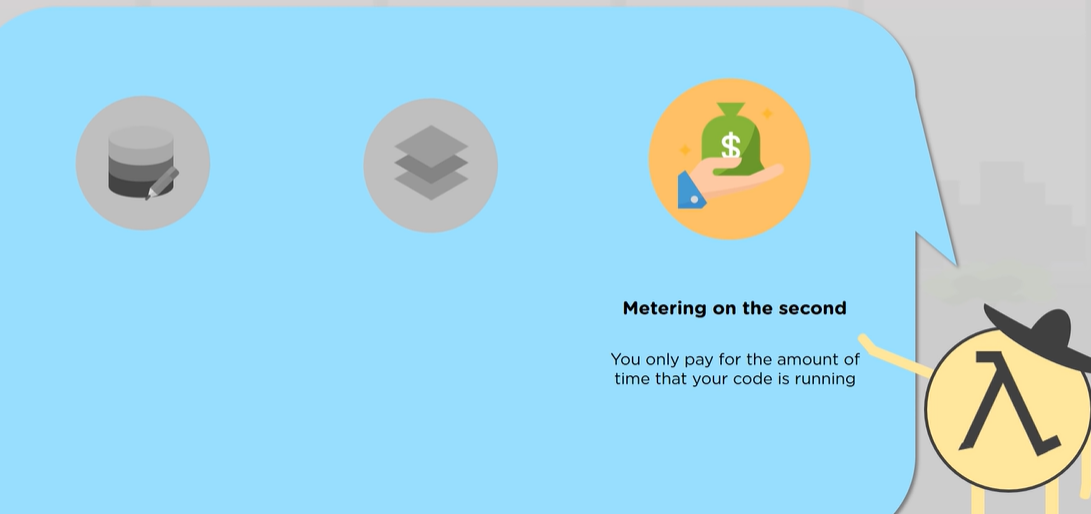 $
Metering on the second
You only pay for the amount of
time that your code is running
λ